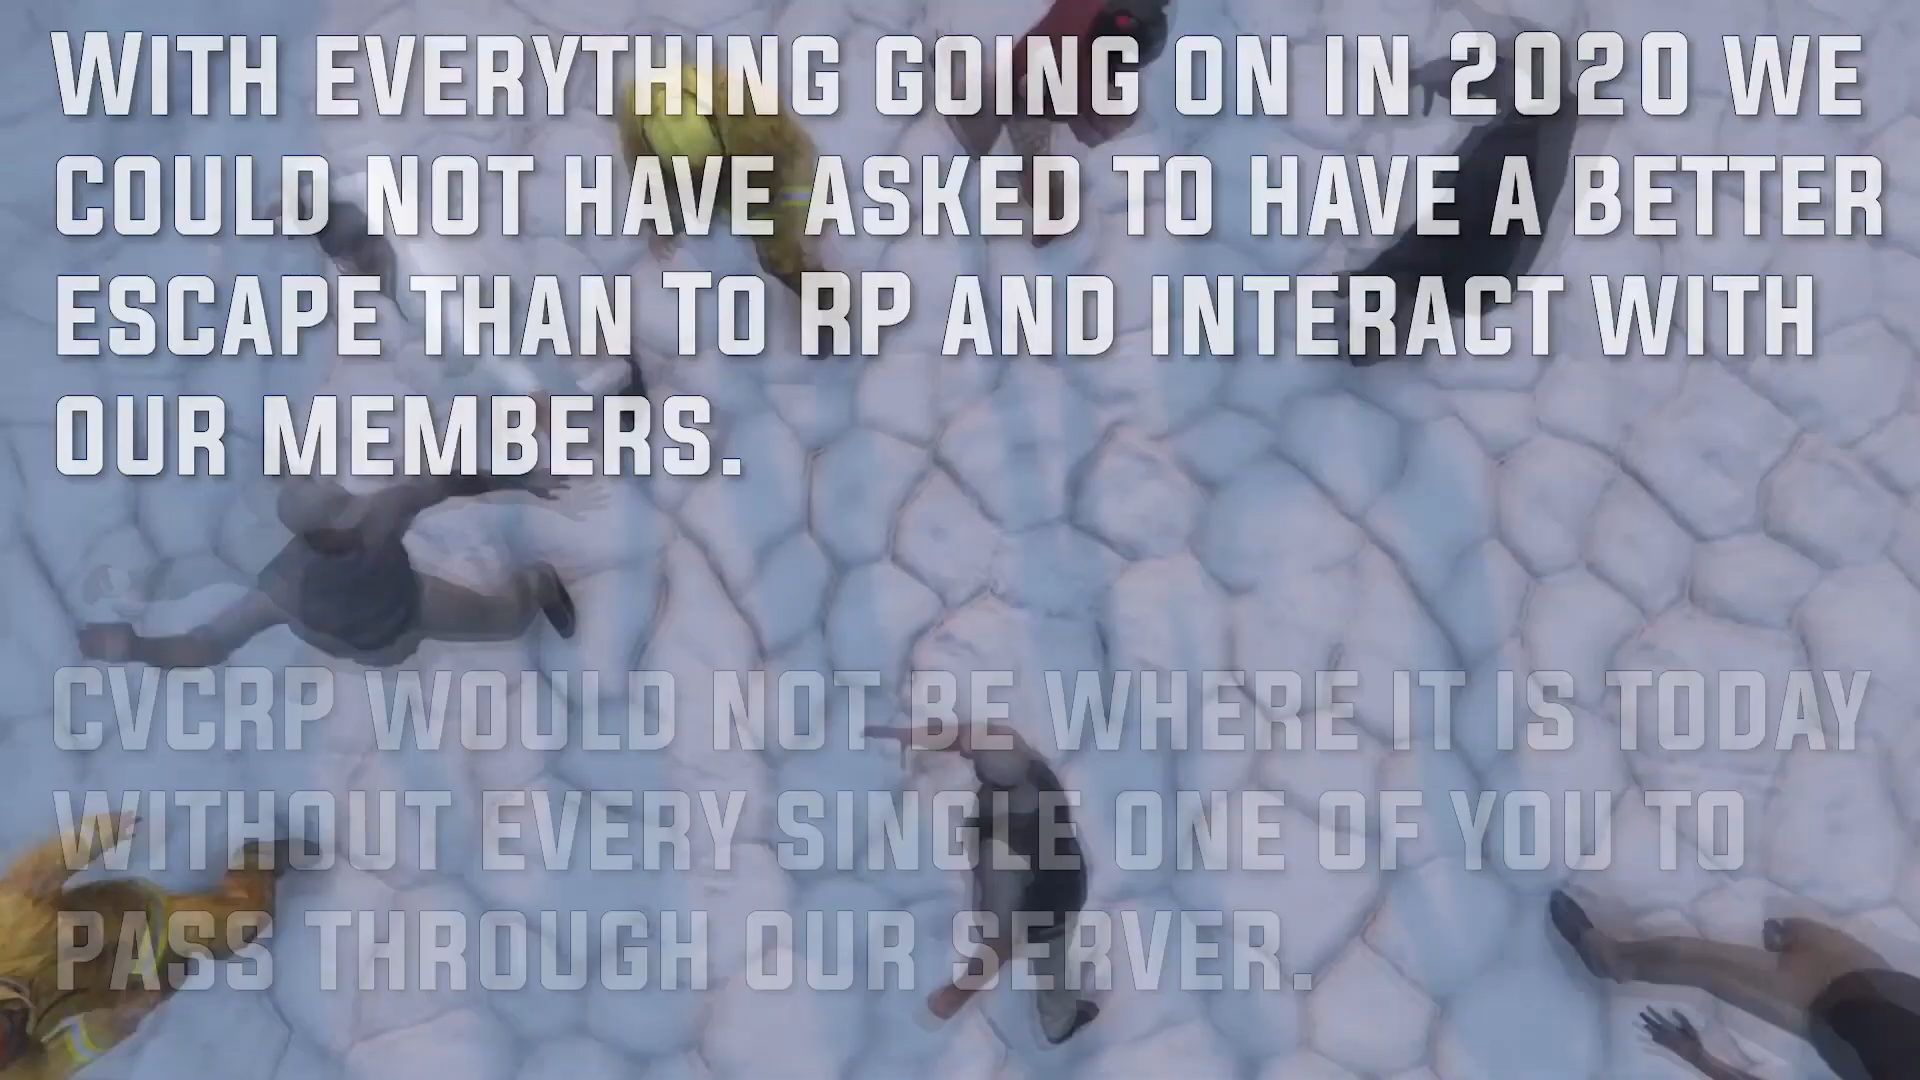 With everything going on in 2020 we
could not have asked to have a better
escape than To RP and interact with
our members.
CVCRP would not be where it is today
without every single one of you to
pass through our server.